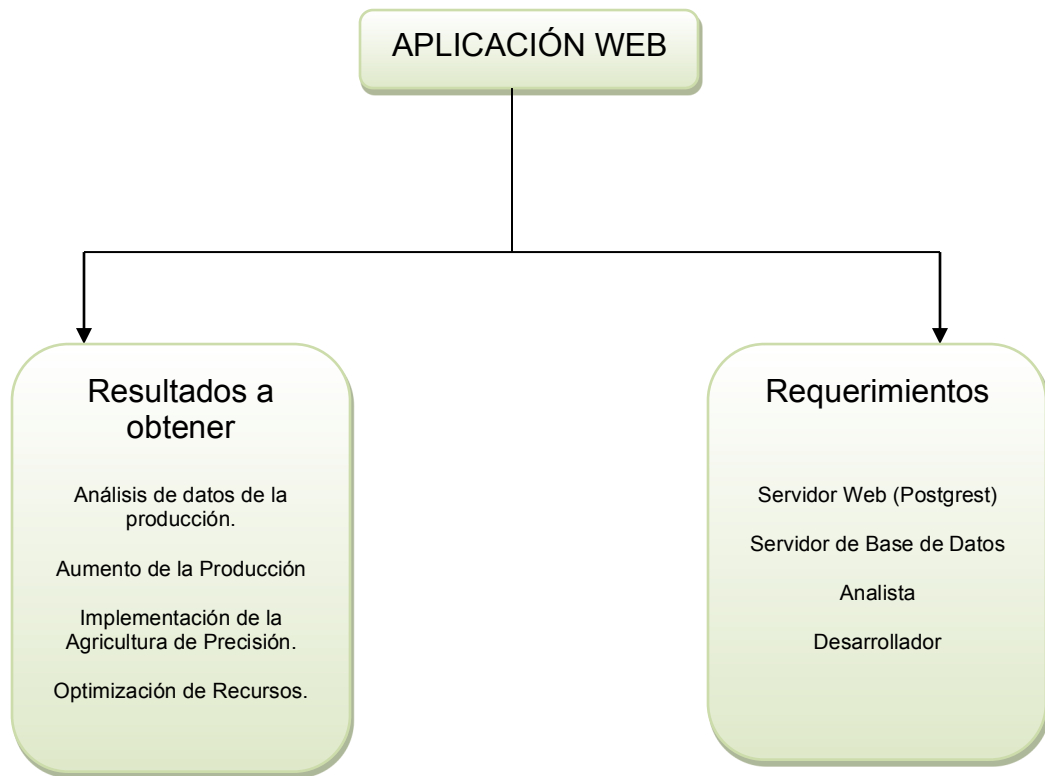 APLICACIÓN WEB
Resultados a
obtener
Análisis de datos de la
producción.
Aumento de la Producción
Implementación de la
Agricultura de Precisión.
Optimización de Recursos.
Requerimientos
Servidor Web (Postgrest)
Servidor de Base de Datos
Analista
Desarrollador